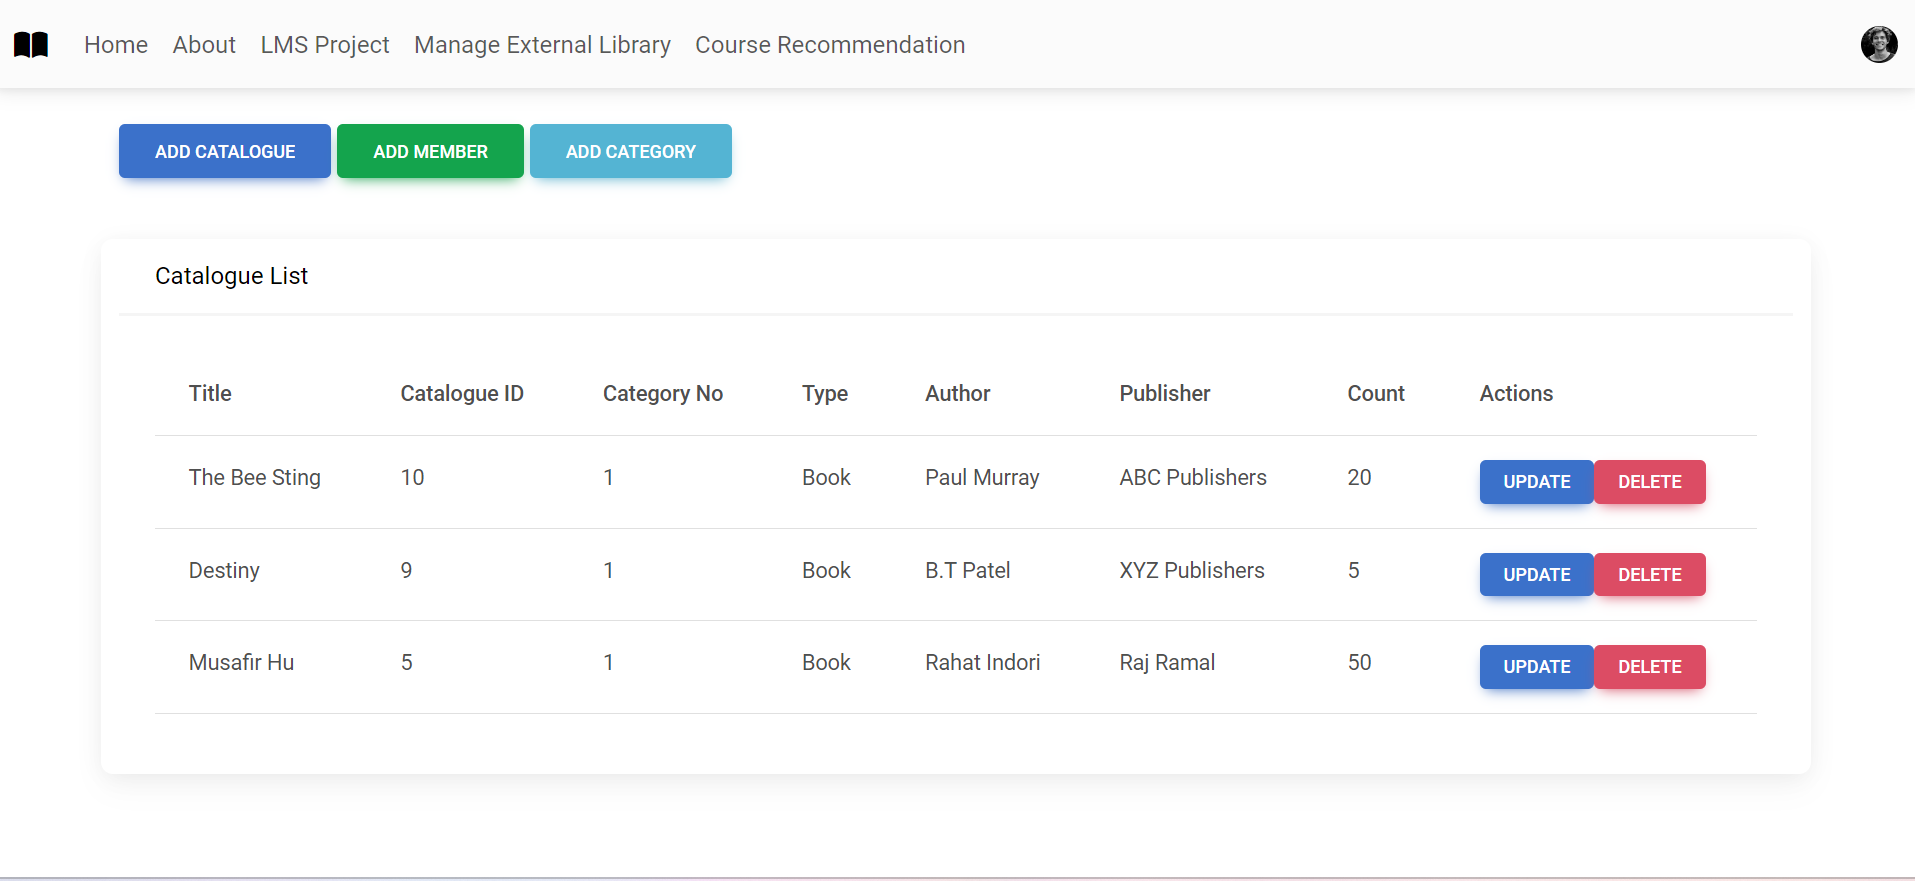 Home About LMS Project Manage External Library Course Recommendation
ADD CATALOGUE ADD MEMBER ADD CATEGORY
Catalogue List
Title Catalogue ID Category No Type Author Publisher Count Actions
The Bee Sting 10 1 Book Paul Murray ABC Publishers 20 UPDATE DELETE
Destiny 9 1 Book B.T Patel XYZ Publishers 5 UPDATE DELETE
Musafir Hu 5 1 Book Rahat Indori Raj Ramal 50 UPDATE DELETE